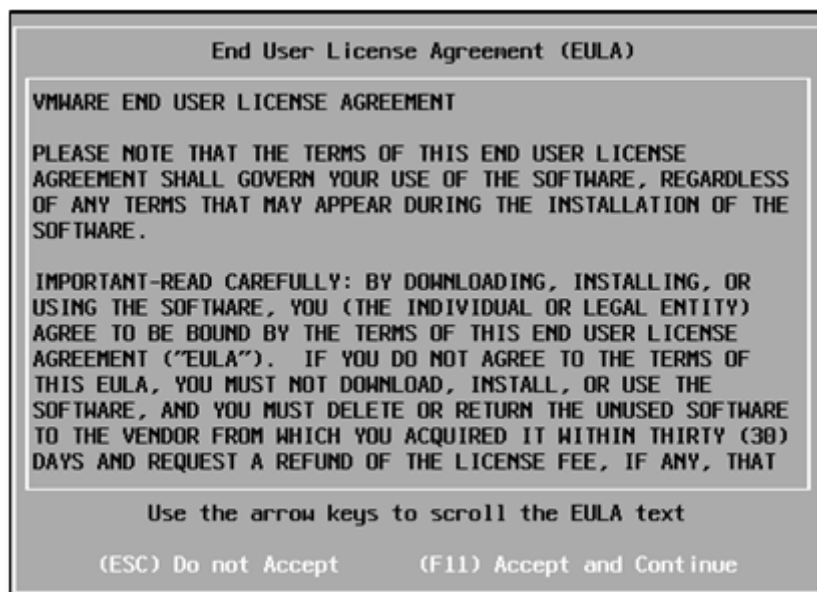 End User License Agreement (EULA)
VMWARE END USER LICENSE AGREEMENT
PLEASE NOTE THAT THE TERMS OF THIS END USER LICENSE
AGREEMENT SHALL GOVERN YOUR USE OF THE SOFTWARE, REGARDLESS
OF ANY TERMS THAT MAY APPEAR DURING THE INSTALLATION OF THE
SOFTWARE.
IMPORTANT-READ CAREFULLY: BY DOWNLOADING, INSTALLING, OR
USING THE SOFTWARE, YOU (THE INDIVIDUAL OR LEGAL ENTITY)
AGREE TO BE BOUND BY THE TERMS OF THIS END USER LICENSE
AGREEMENT ("EULA"). IF YOU DO NOT AGREE TO THE TERMS OF
THIS EULA, YOU MUST NOT DOWNLOAD, INSTALL, OR USE THE
SOFTWARE, AND YOU MUST DELETE OR RETURN THE UNUSED SOFTWARE
TO THE VENDOR FROM WHICH YOU ACQUIRED IT WITHIN THIRTY (30)
DAYS AND REQUEST A REFUND OF THE LICENSE FEE, IF ANY, THAT
Use the arrow keys to scroll the EULA text
(ESC) Do not Accept (F11) Accept and Continue